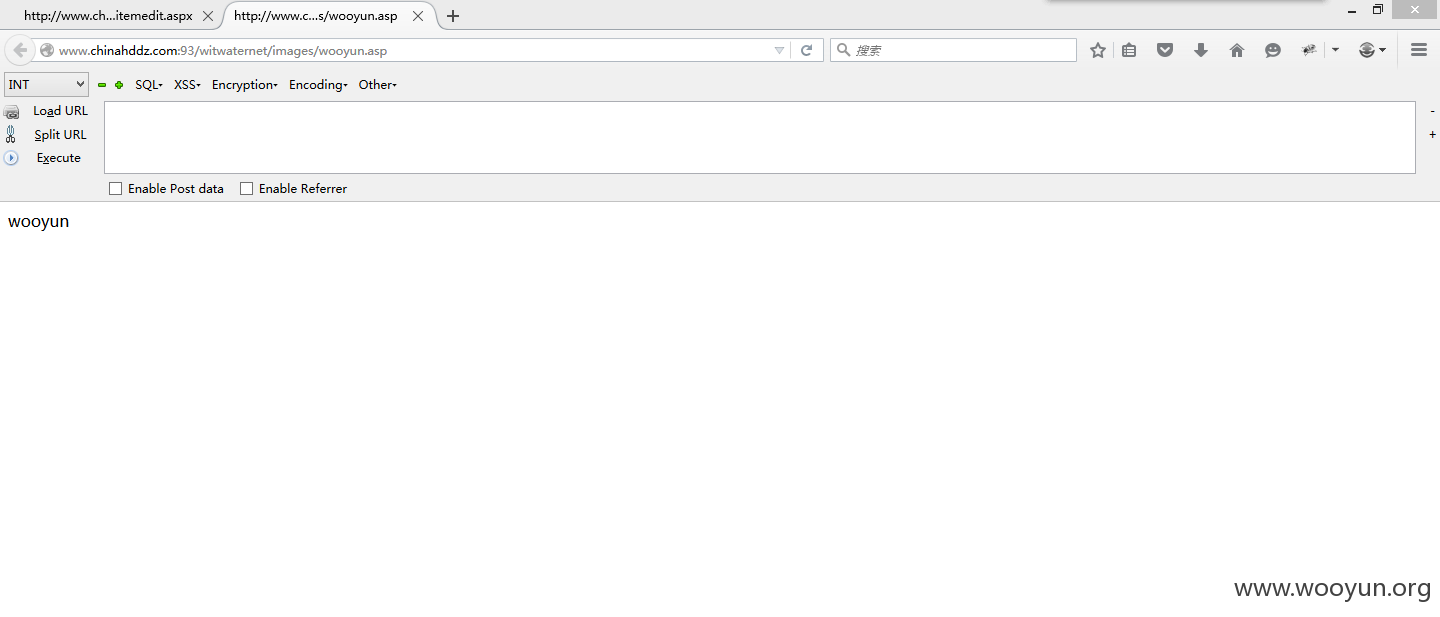 http://www.ch...itemedit.aspx http://www.c...s/wooyun.asp
www.chinahddz.com:93/witwaternet/images/wooyun.asp 搜索
INT SQL XSS Encryption Encoding Other
Load URL -
Split URL +
Execute
Enable Post data Enable Referrer
wooyun
www.wooyun.org